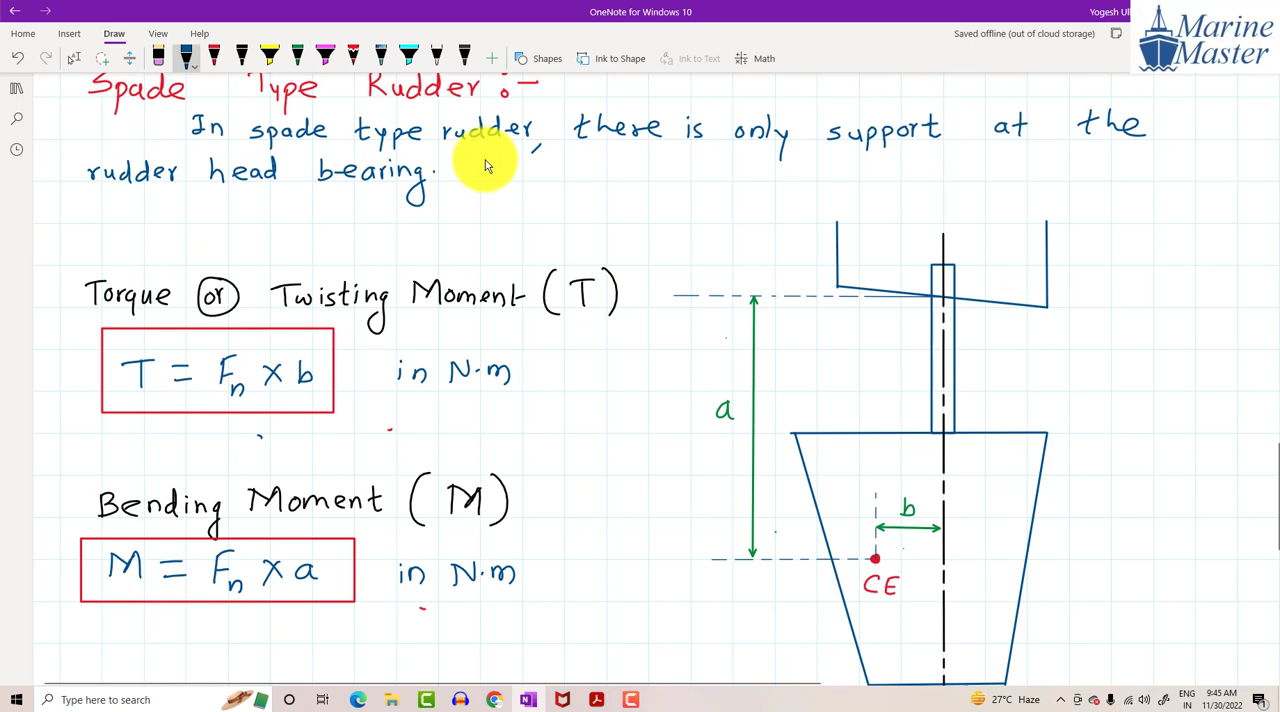 OneNote for Windows 10
Yogesh Ul
Marine
Master
Home Insert Draw View Help
Saved offline (out of cloud storage)
Shapes Ink to Shape Ink to Text Math
Spade Type Rudder :-
In spade type rudder, there is only support at the
rudder head bearing.
Torque or Twisting Moment (T)
T = Fn × b in N.m
a
Bending Moment (M)
b
M = Fn × a in N.m
CE
Type here to search
27°C Haze
ENG
IN
9:45 AM
11/30/2022